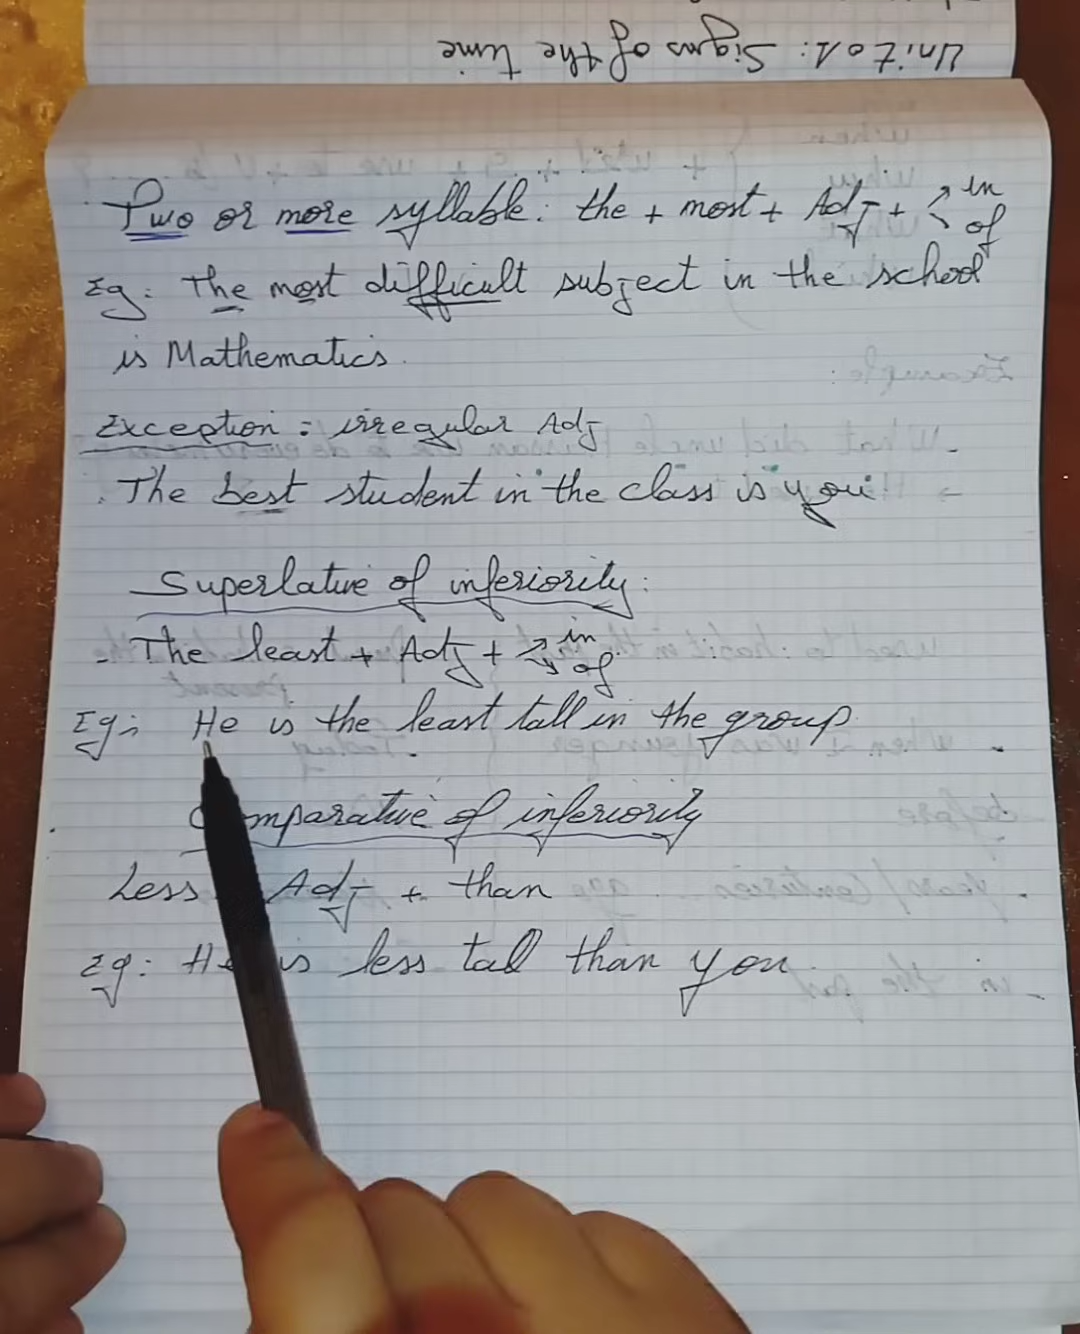 Unit 01: Signs of the time
Two or more syllable: the + most + Adj + in
of
Eg: The most difficult subject in the school
is Mathematics.
Exception: irregular Adj
. The best student in the class is you
Superlative of inferiority:
- The least + Adj + in
of
Eg: He is the least tall in the group
Comparative of inferiority
Less Adj + than
Eg: He is less tall than you.